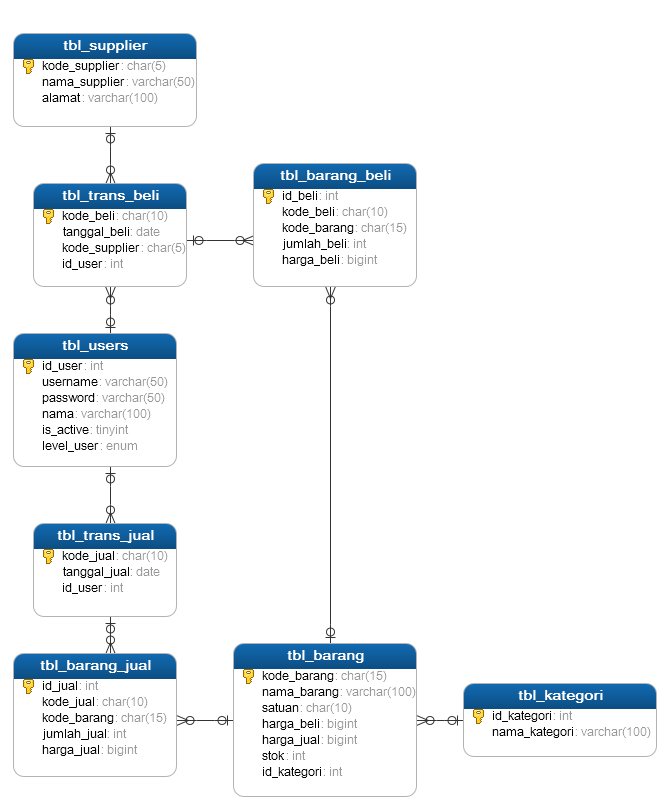 tbl_supplier
kode_supplier: char(5)
nama_supplier: varchar(50)
alamat: varchar(100)
tbl_trans_beli
kode_beli: char(10)
tanggal_beli: date
kode_supplier: char(5)
id_user: int
tbl_barang_beli
id_beli: int
kode_beli: char(10)
kode_barang: char(15)
jumlah_beli: int
harga_beli: bigint
tbl_users
id_user: int
username: varchar(50)
password: varchar(50)
nama: varchar(100)
is_active: tinyint
level_user: enum
tbl_trans_jual
kode_jual: char(10)
tanggal_jual: date
id_user: int
tbl_barang_jual
id_jual: int
kode_jual: char(10)
kode_barang: char(15)
jumlah_jual: int
harga_jual: bigint
tbl_barang
kode_barang: char(15)
nama_barang: varchar(100)
satuan: char(10)
harga_beli: bigint
harga_jual: bigint
stok: int
id_kategori: int
tbl_kategori
id_kategori: int
nama_kategori: varchar(100)